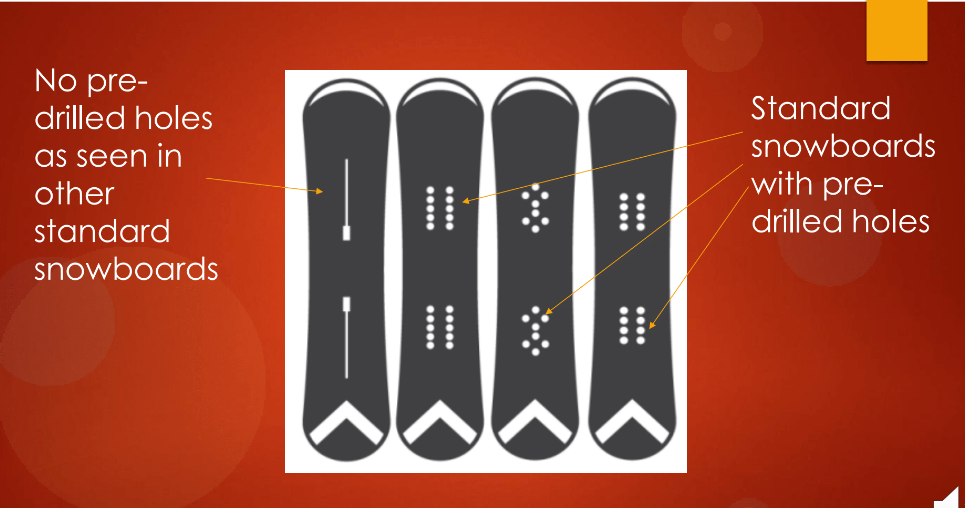 No pre-
drilled holes
as seen in
other
standard
snowboards
Standard
snowboards
with pre-
drilled holes